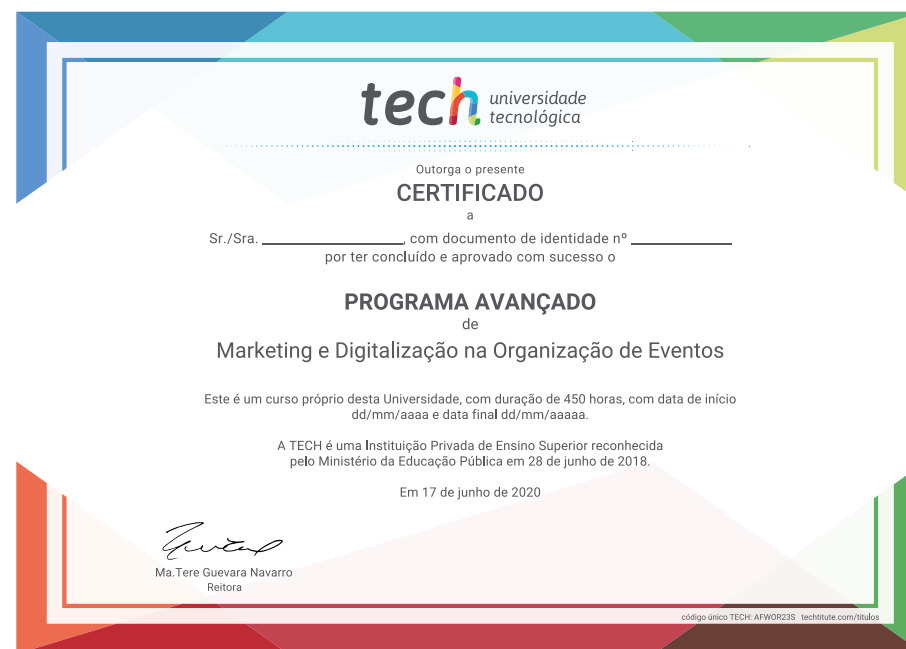 tech universidade
tecnológica
Outorga o presente
CERTIFICADO
a
Sr./Sra. ________________, com documento de identidade nº ____________
por ter concluído e aprovado com sucesso o
PROGRAMA AVANÇADO
de
Marketing e Digitalização na Organização de Eventos
Este é um curso próprio desta Universidade, com duração de 450 horas, com data de início
dd/mm/aaaa e data final dd/mm/aaaaa.
A TECH é uma Instituição Privada de Ensino Superior reconhecida
pelo Ministério da Educação Pública em 28 de junho de 2018.
Em 17 de junho de 2020
Ma.Tere Guevara Navarro
Reitora
código único TECH: AFWOR23S techtitute.com/titulos